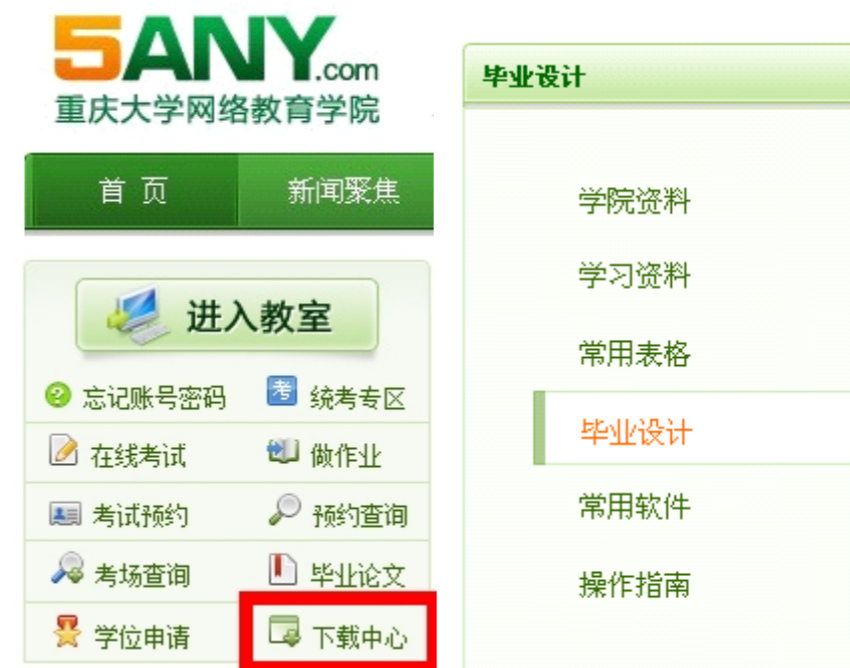 5ANY.com
重庆大学网络教育学院
首 页 新闻聚焦
进入教室
忘记账号密码 考 统考专区
在线考试 做作业
考试预约 预约查询
考场查询 毕业论文
学位申请 下载中心
毕业设计
学院资料
学习资料
常用表格
毕业设计
常用软件
操作指南